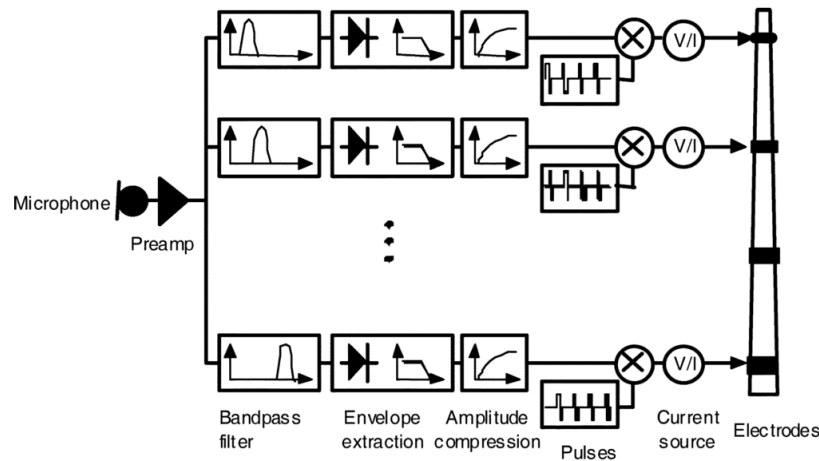 V/I
V/I
Microphone
Preamp
V/I
Bandpass
filter
Envelope
extraction
Amplitude
compression
Pulses
Current
source
Electrodes